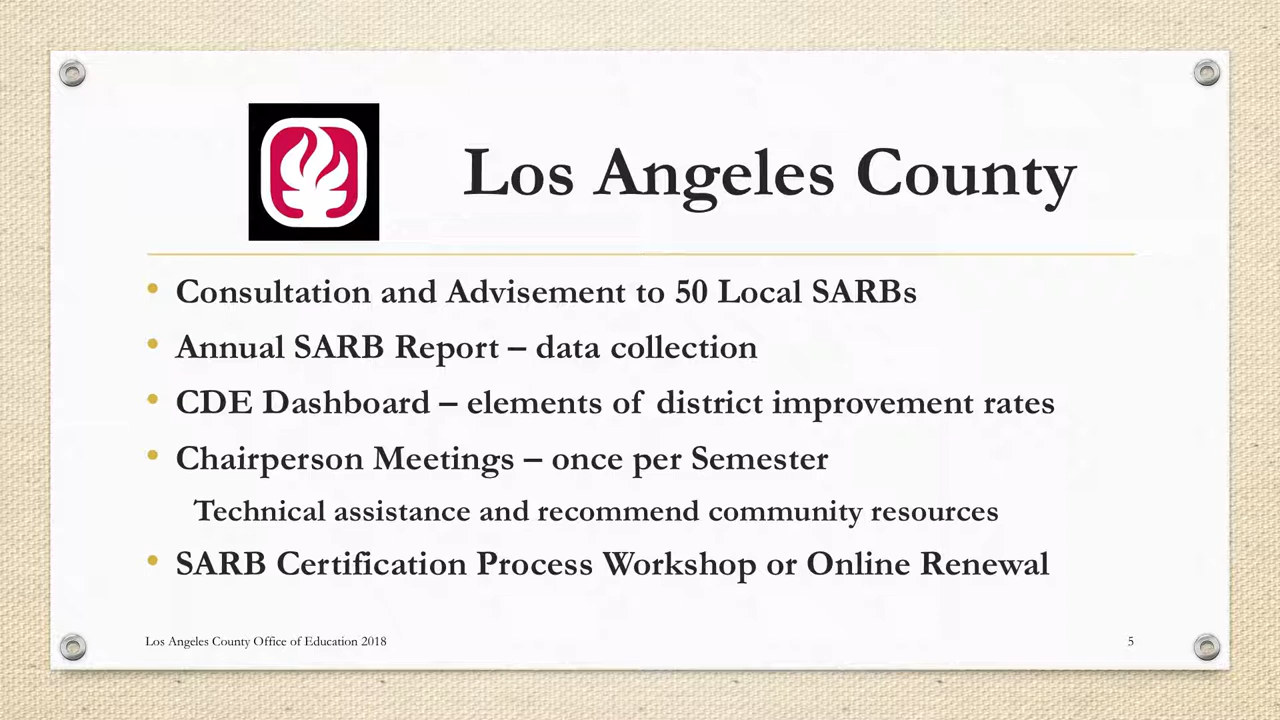 Los Angeles County
• Consultation and Advisement to 50 Local SARBs
• Annual SARB Report – data collection
• CDE Dashboard – elements of district improvement rates
• Chairperson Meetings – once per Semester
Technical assistance and recommend community resources
• SARB Certification Process Workshop or Online Renewal
Los Angeles County Office of Education 2018
5